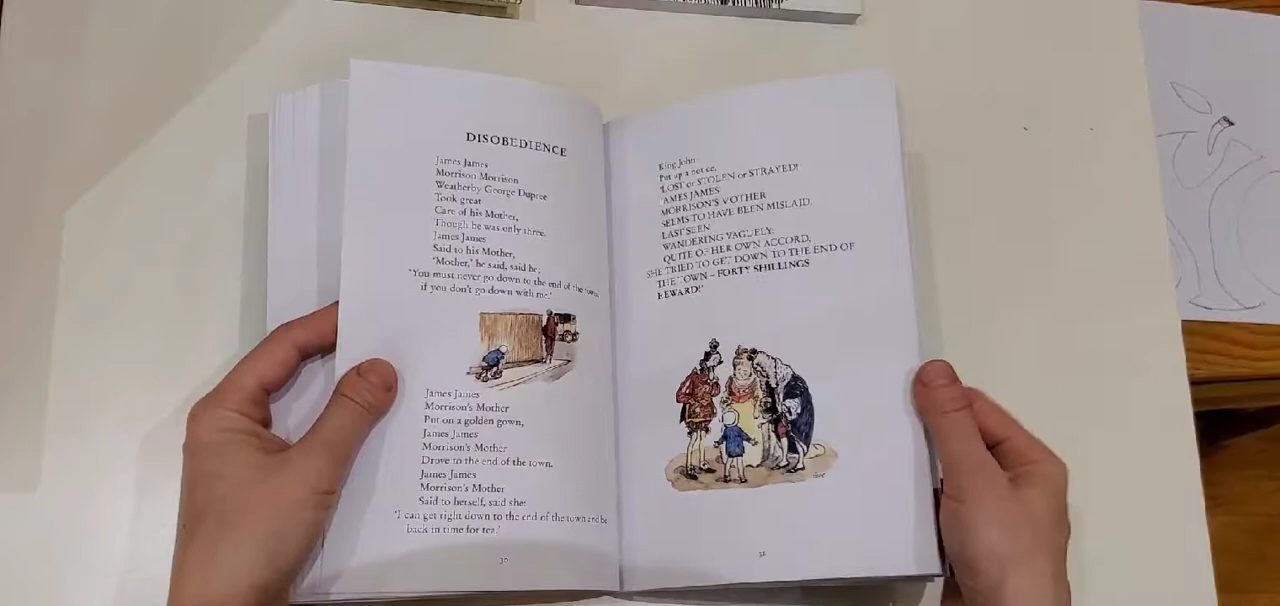 DISOBEDIENCE
James James
Morrison Morrison
Weatherby George Dupree
Took great
Care of his Mother,
Though he was only three.
James James
Said to his Mother,
'Mother,' he said, said he:
'You must never go down to the end of the town,
if you don't go down with me.'
James James
Morrison's Mother
Put on a golden gown,
James James
Morrison's Mother
Drove to the end of the town.
James James
Morrison's Mother
Said to herself, said she:
'I can get right down to the end of the town and be
back in time for tea.'
30
King John
Put up a notice,
'LOST or STOLEN or STRAYED!
JAMES JAMES
MORRISON'S MOTHER
SEEMS TO HAVE BEEN MISLAID.
LAST SEEN
WANDERING VAGUELY:
QUITE OF HER OWN ACCORD,
SHE TRIED TO GET DOWN TO THE END OF
THE TOWN – FORTY SHILLINGS
REWARD!'